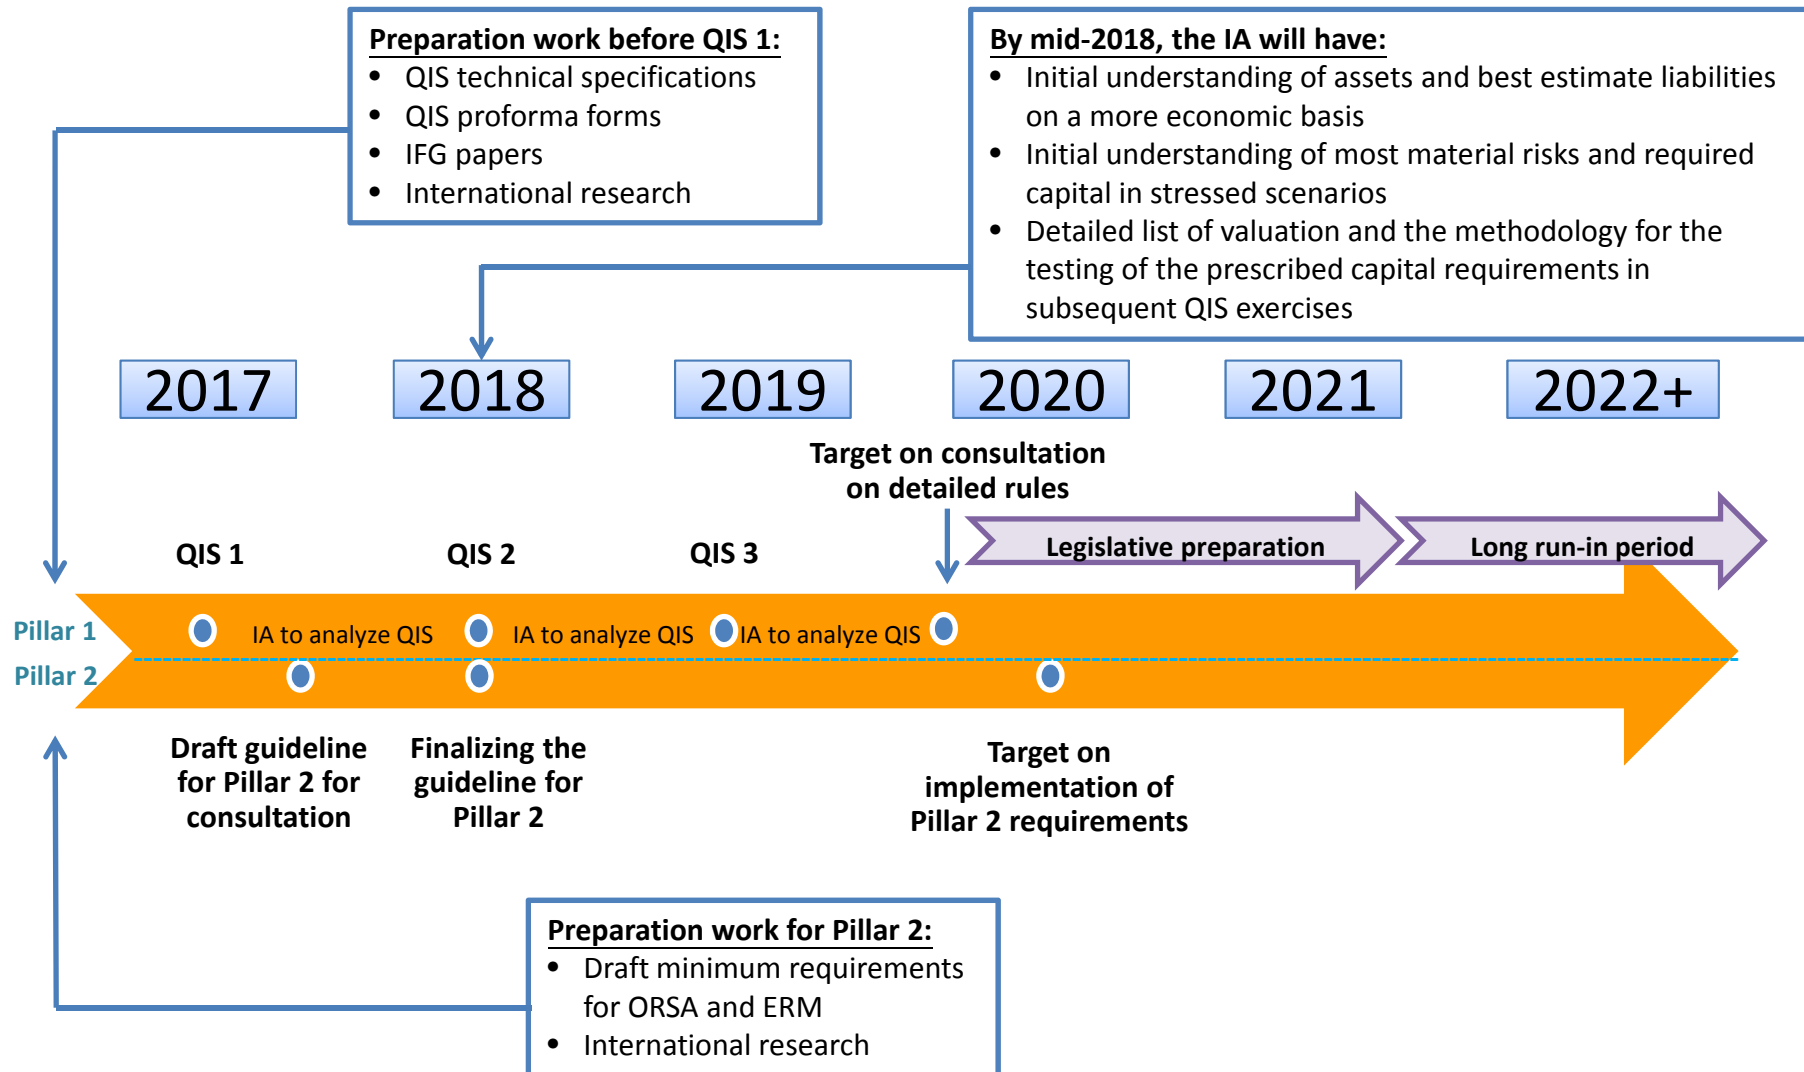 Preparation work before QIS 1:
• QIS technical specifications
• QIS proforma forms
• IFG papers
• International research
By mid-2018, the IA will have:
• Initial understanding of assets and best estimate liabilities
on a more economic basis
• Initial understanding of most material risks and required
capital in stressed scenarios
• Detailed list of valuation and the methodology for the
testing of the prescribed capital requirements in
subsequent QIS exercises
2017
2018
2019
2020
2021
2022+
Target on consultation
on detailed rules
Legislative preparation
Long run-in period
QIS 1
QIS 2
QIS 3
Pillar 1
IA to analyze QIS
IA to analyze QIS
IA to analyze QIS
Pillar 2
Draft guideline
for Pillar 2 for
consultation
Finalizing the
guideline for
Pillar 2
Target on
implementation of
Pillar 2 requirements
Preparation work for Pillar 2:
• Draft minimum requirements
for ORSA and ERM
• International research